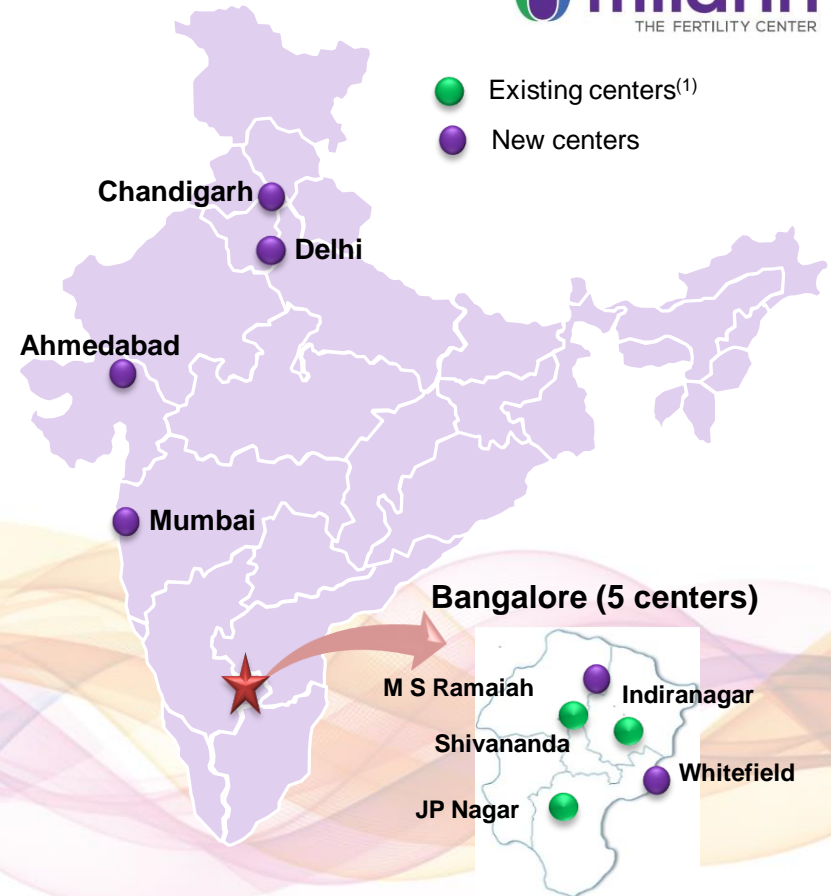 milann
THE FERTILITY CENTER
Existing centers(1)
New centers
Chandigarh
Delhi
Ahmedabad
Mumbai
Bangalore (5 centers)
M S Ramaiah
Indiranagar
Shivananda
Whitefield
JP Nagar